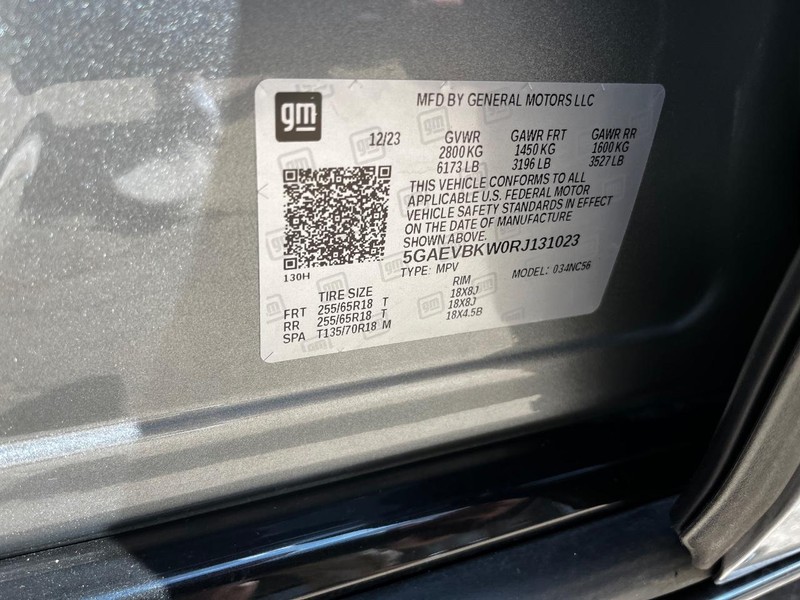 gm
MFD BY GENERAL MOTORS LLC
12/23 GVWR GAWR FRT GAWR RR
2800 KG 1450 KG 1600 KG
6173 LB 3196 LB 3527 LB
THIS VEHICLE CONFORMS TO ALL
APPLICABLE U.S. FEDERAL MOTOR
VEHICLE SAFETY STANDARDS IN EFFECT
ON THE DATE OF MANUFACTURE
SHOWN ABOVE.
5GAEVBKW0RJ131023
130H
TYPE: MPV MODEL: 034NC56
TIRE SIZE RIM
FRT 255/65R18 T 18X8J
RR 255/65R18 T 18X8J
SPA T135/70R18 M 18X4.5B